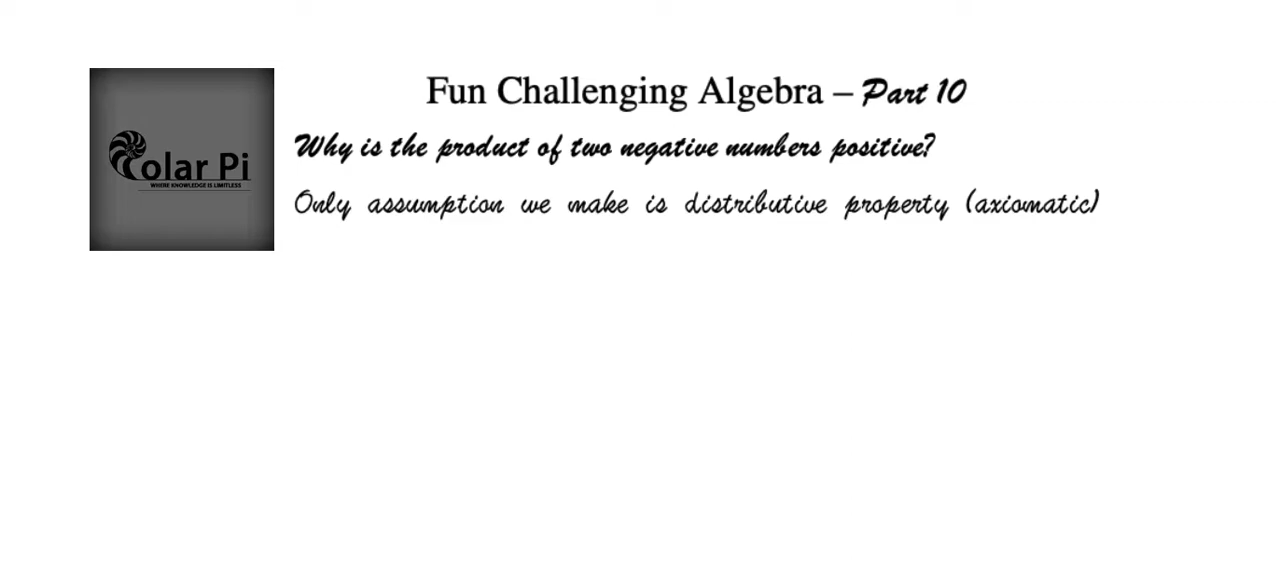 Fun Challenging Algebra – Part 10
Why is the product of two negative numbers positive?
Only assumption we make is distributive property (axiomatic)
olar Pi
WHERE KNOWLEDGE IS LIMITLESS